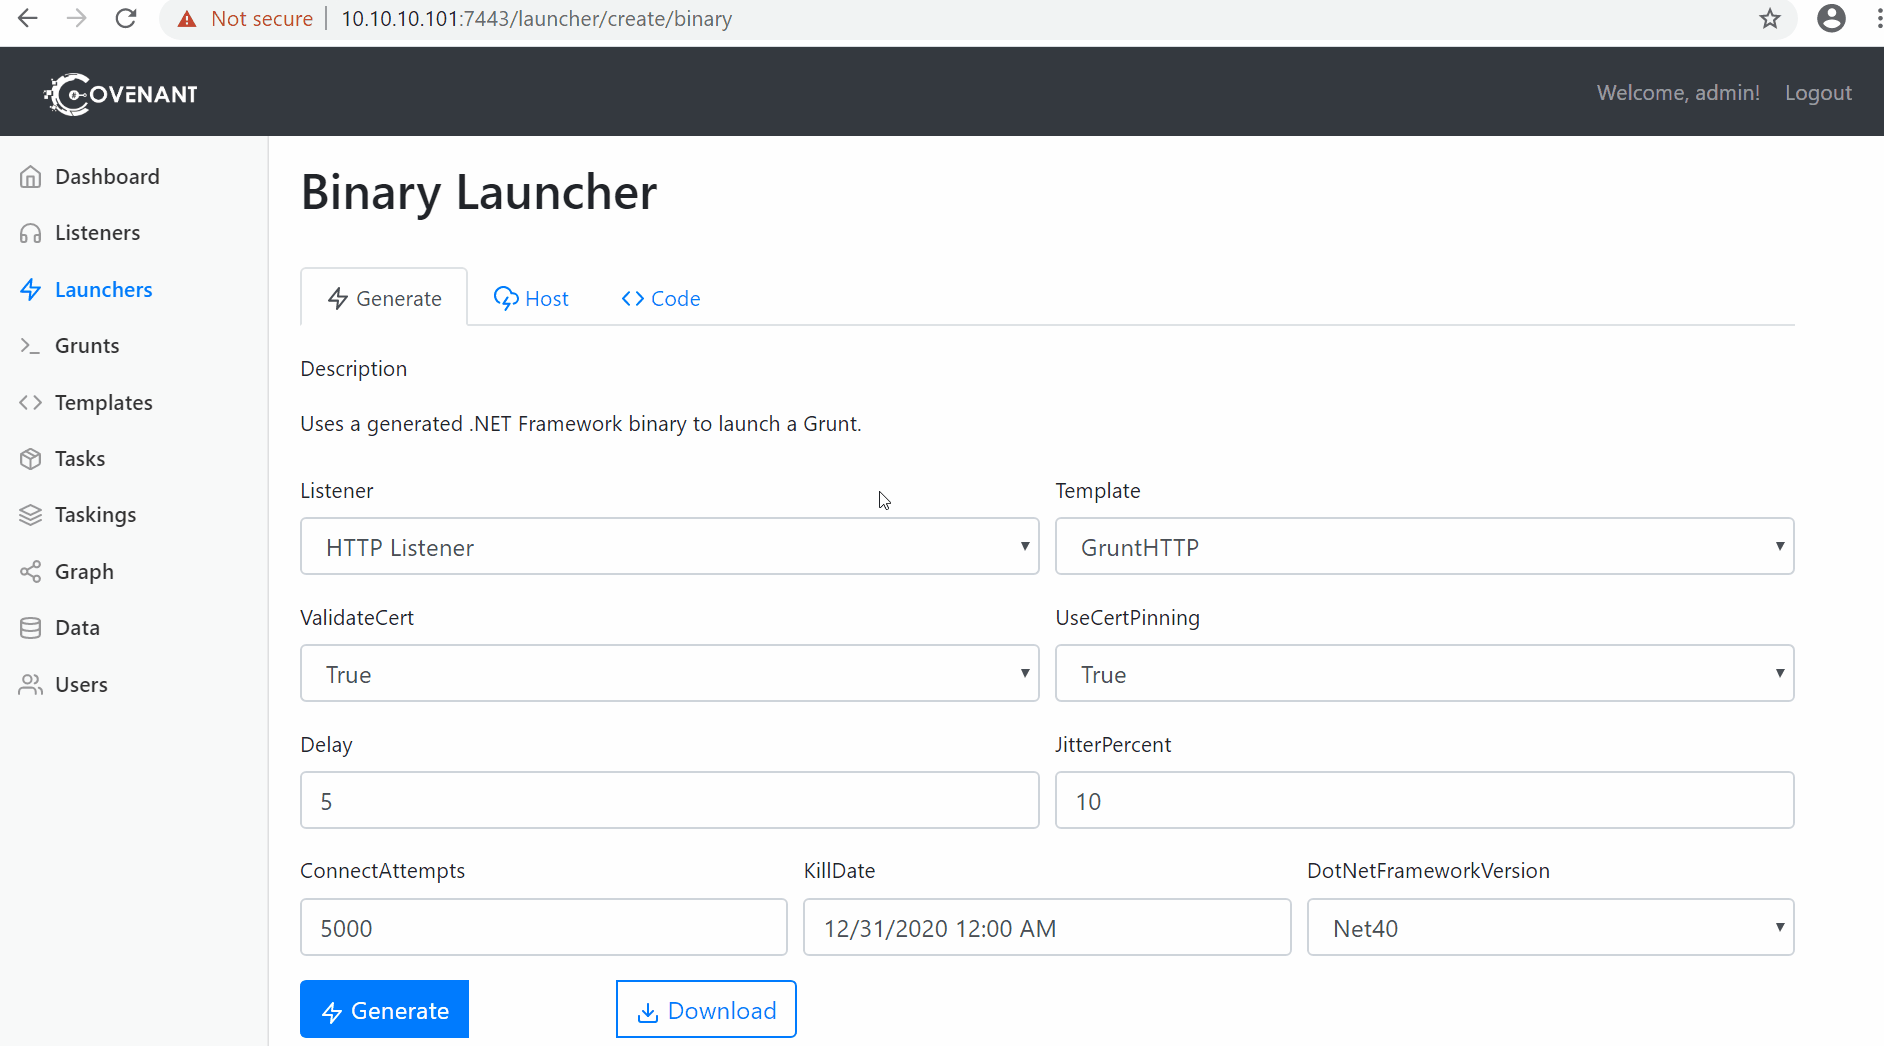 Not secure 10.10.10.101:7443/launcher/create/binary
COVENANT
Welcome, admin! Logout
Dashboard
Listeners
Launchers
Grunts
Templates
Tasks
Taskings
Graph
Data
Users
Binary Launcher
Generate Host Code
Description
Uses a generated .NET Framework binary to launch a Grunt.
Listener Template
HTTP Listener GruntHTTP
ValidateCert UseCertPinning
True True
Delay JitterPercent
5 10
ConnectAttempts KillDate DotNetFrameworkVersion
5000 12/31/2020 12:00 AM Net40
Generate Download